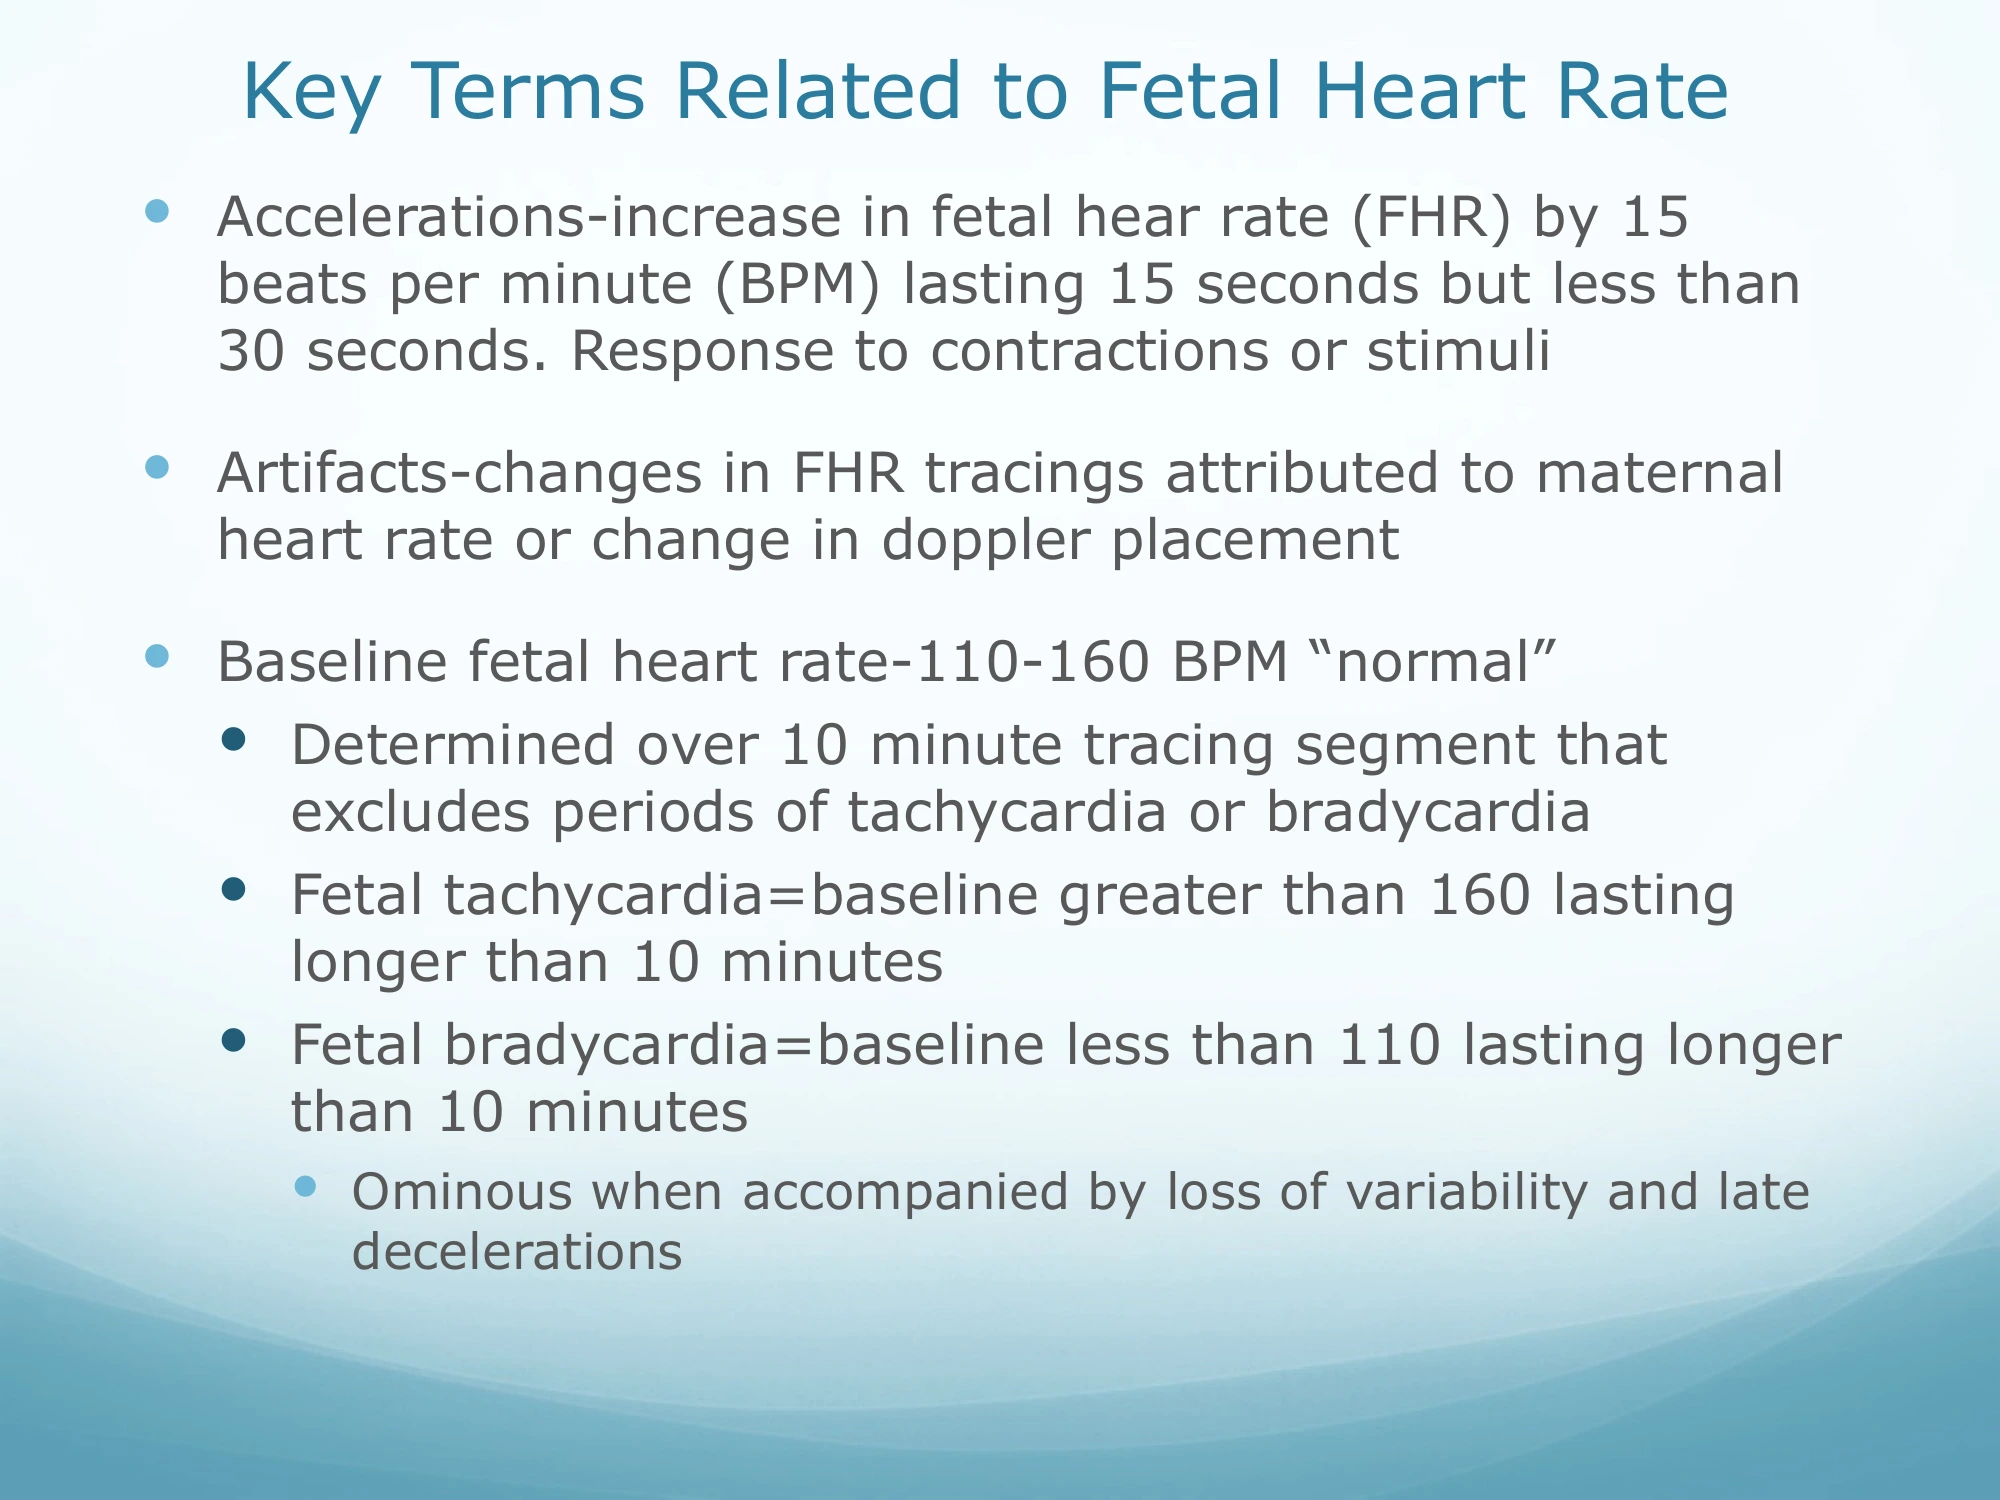 Key Terms Related to Fetal Heart Rate
Accelerations-increase in fetal hear rate (FHR) by 15
beats per minute (BPM) lasting 15 seconds but less than
30 seconds. Response to contractions or stimuli
Artifacts-changes in FHR tracings attributed to maternal
heart rate or change in doppler placement
Baseline fetal heart rate-110-160 BPM “normal”
Determined over 10 minute tracing segment that
excludes periods of tachycardia or bradycardia
Fetal tachycardia=baseline greater than 160 lasting
longer than 10 minutes
Fetal bradycardia=baseline less than 110 lasting longer
than 10 minutes
Ominous when accompanied by loss of variability and late
decelerations